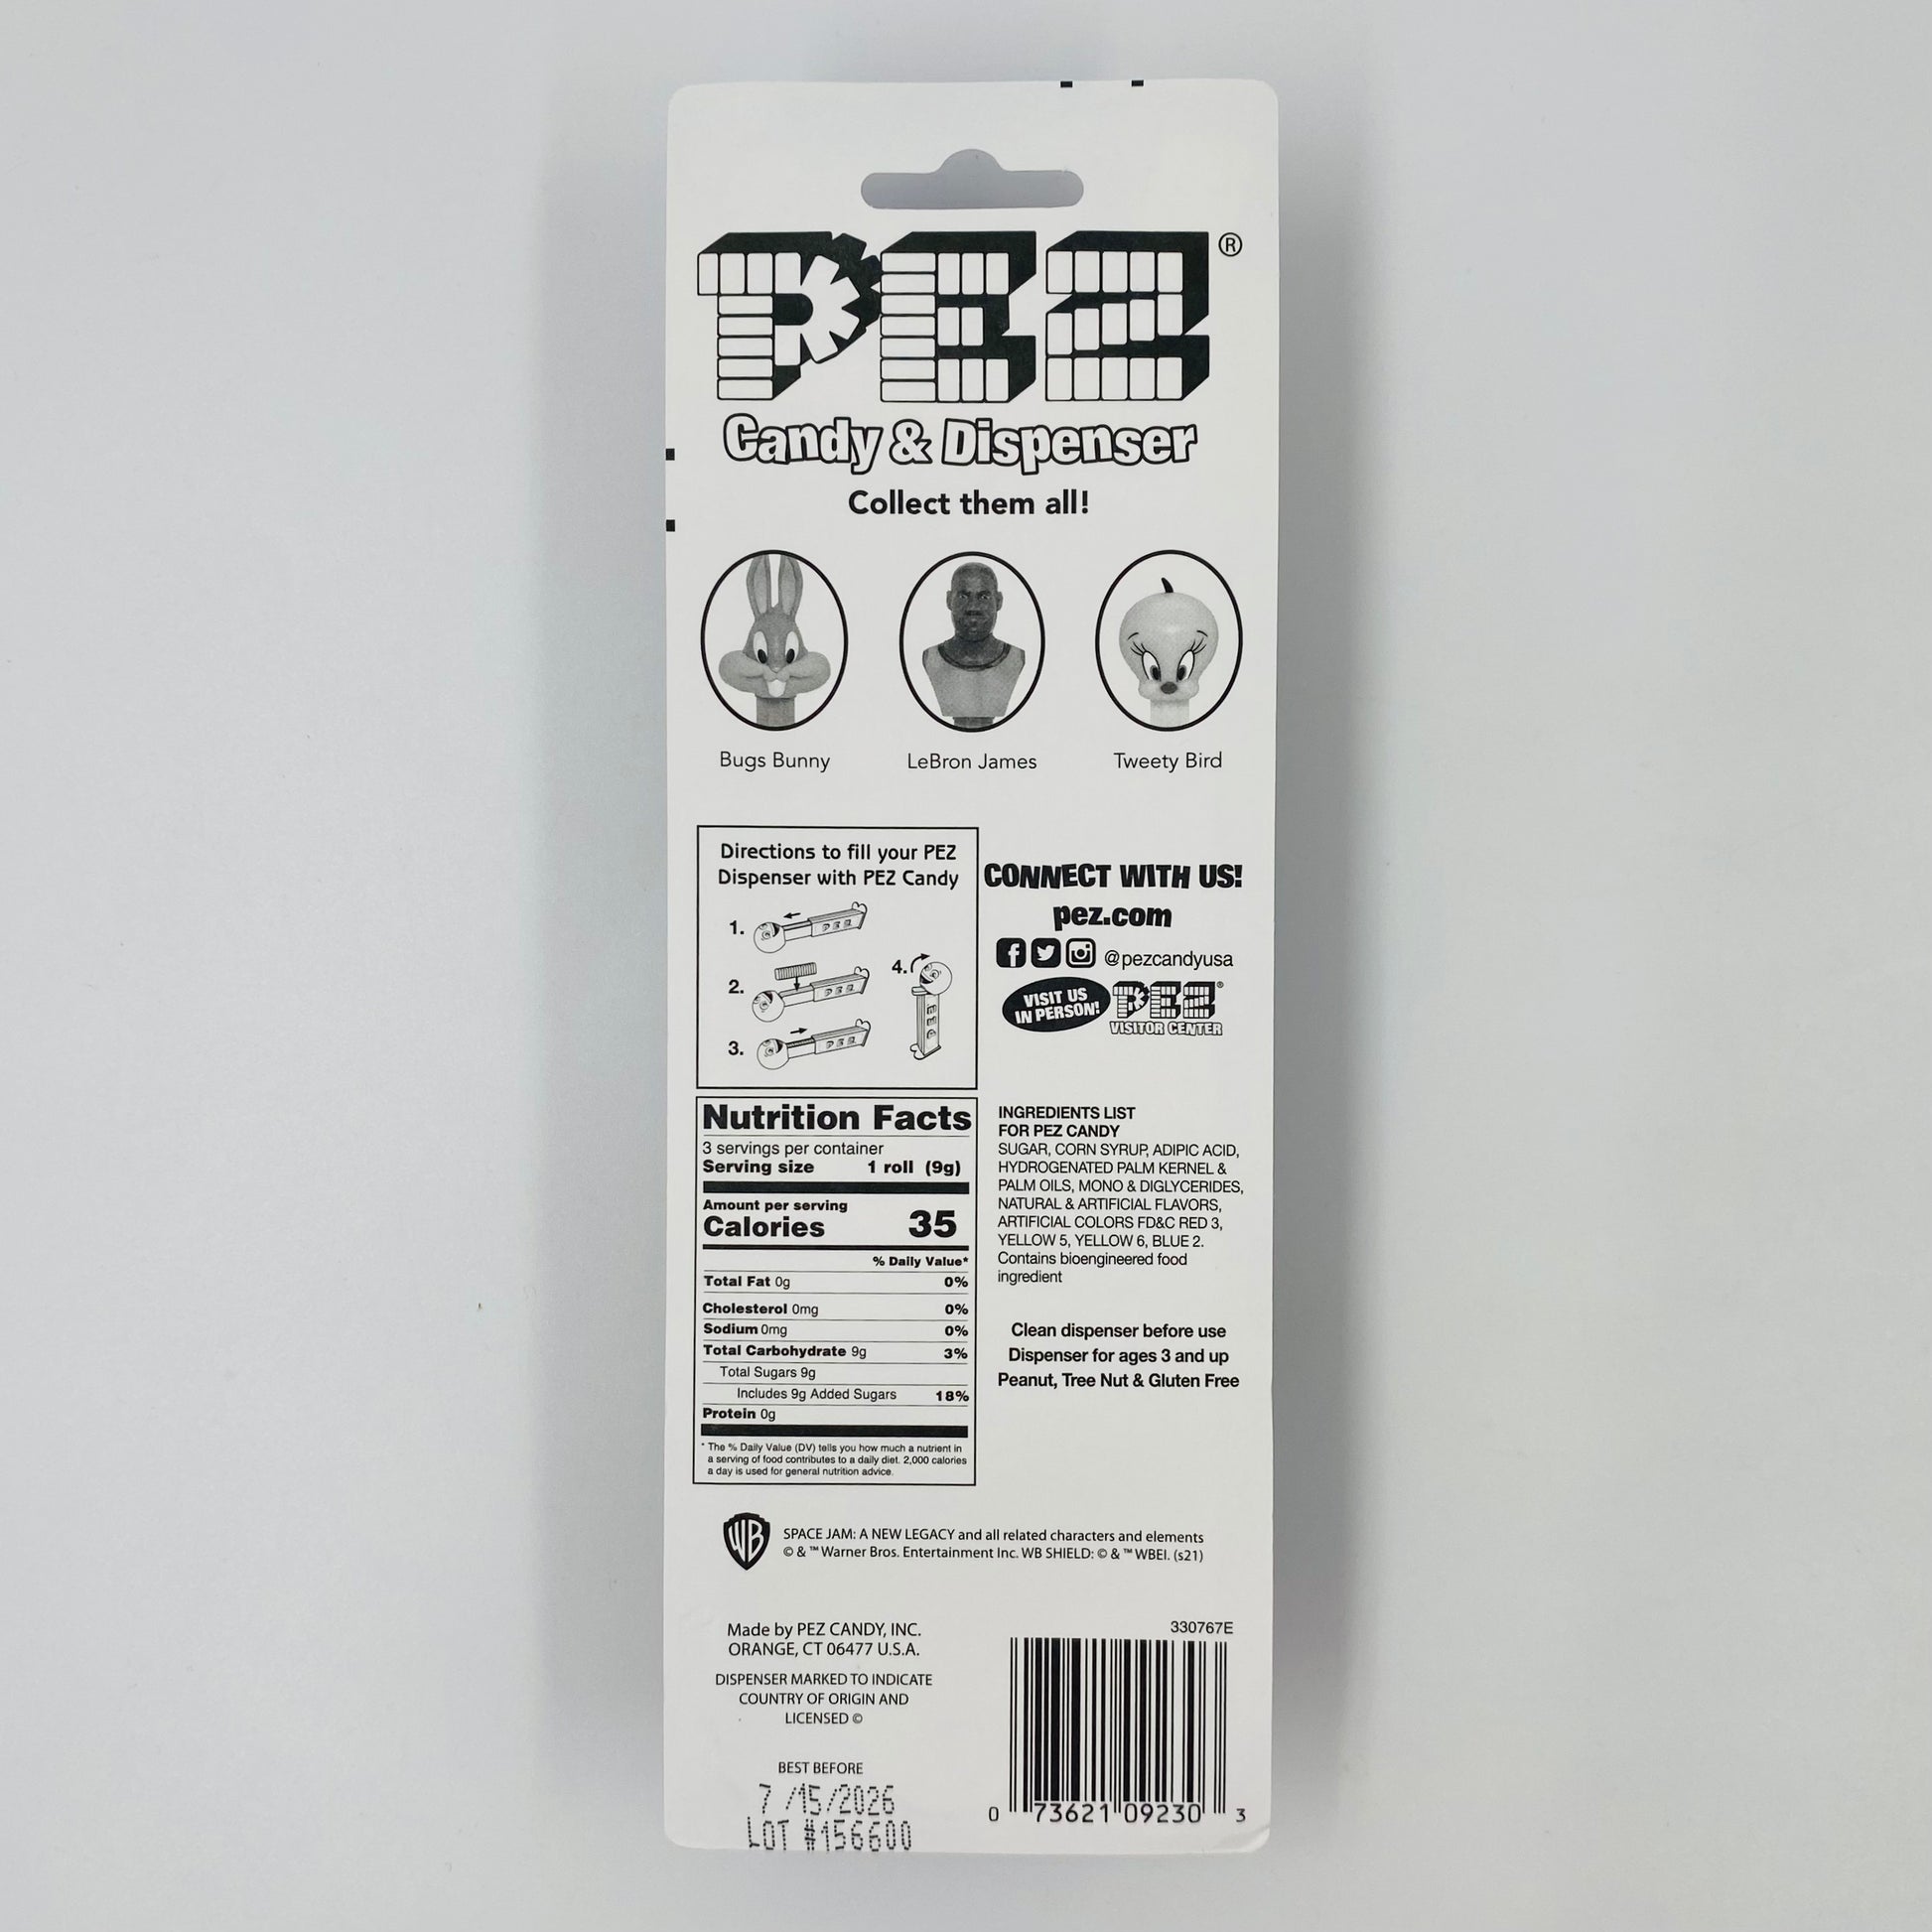 PEZ®
Candy & Dispenser
Collect them all!
Bugs Bunny
LeBron James
Tweety Bird
Directions to fill your PEZ
Dispenser with PEZ Candy
1.
PEZ
2.
PEZ
3.
PEZ
4.
PEZ
CONNECT WITH US!
pez.com
@pezcandyusa
VISIT US
IN PERSON!
PEZ®
VISITOR CENTER
Nutrition Facts
3 servings per container
Serving size 1 roll (9g)
Amount per serving
Calories 35
% Daily Value*
Total Fat 0g 0%
Cholesterol 0mg 0%
Sodium 0mg 0%
Total Carbohydrate 9g 3%
Total Sugars 9g
Includes 9g Added Sugars 18%
Protein 0g
* The % Daily Value (DV) tells you how much a nutrient in
a serving of food contributes to a daily diet. 2,000 calories
a day is used for general nutrition advice.
INGREDIENTS LIST
FOR PEZ CANDY
SUGAR, CORN SYRUP, ADIPIC ACID,
HYDROGENATED PALM KERNEL &
PALM OILS, MONO & DIGLYCERIDES,
NATURAL & ARTIFICIAL FLAVORS,
ARTIFICIAL COLORS FD&C RED 3,
YELLOW 5, YELLOW 6, BLUE 2.
Contains bioengineered food
ingredient
Clean dispenser before use
Dispenser for ages 3 and up
Peanut, Tree Nut & Gluten Free
WB
SPACE JAM: A NEW LEGACY and all related characters and elements
© & ™ Warner Bros. Entertainment Inc. WB SHIELD: © & ™ WBEI. (s21)
Made by PEZ CANDY, INC.
ORANGE, CT 06477 U.S.A.
DISPENSER MARKED TO INDICATE
COUNTRY OF ORIGIN AND
LICENSED ©
BEST BEFORE
7 /15/2026
LOT #156600
330767E
0 73621 09230 3